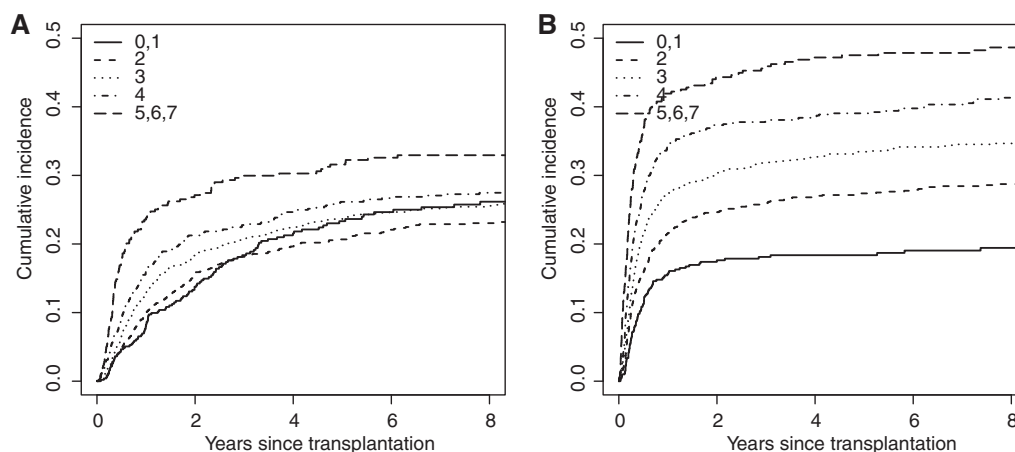 A
0,1
2
3
4
5,6,7
Cumulative incidence
0.5
0.4
0.3
0.2
0.1
0.0
0 2 4 6 8
Years since transplantation
B
0,1
2
3
4
5,6,7
Cumulative incidence
0.5
0.4
0.3
0.2
0.1
0.0
0 2 4 6 8
Years since transplantation